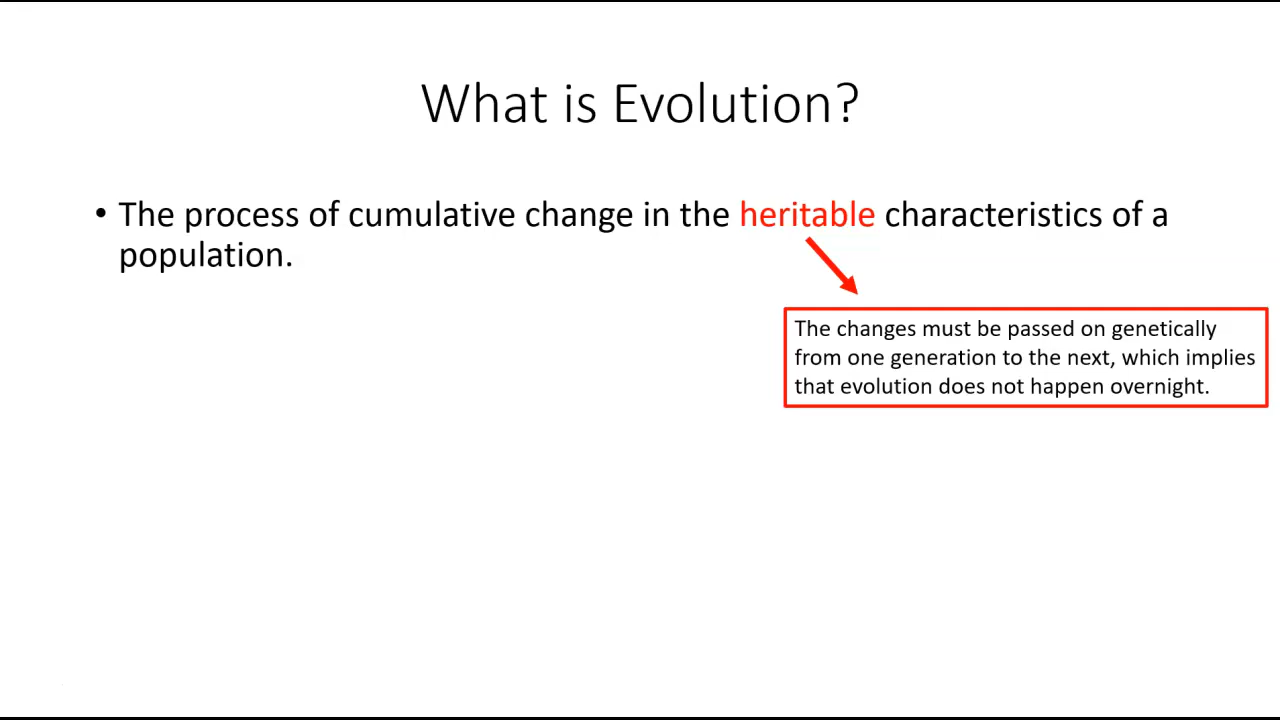 What is Evolution?
• The process of cumulative change in the heritable characteristics of a
population.
The changes must be passed on genetically
from one generation to the next, which implies
that evolution does not happen overnight.